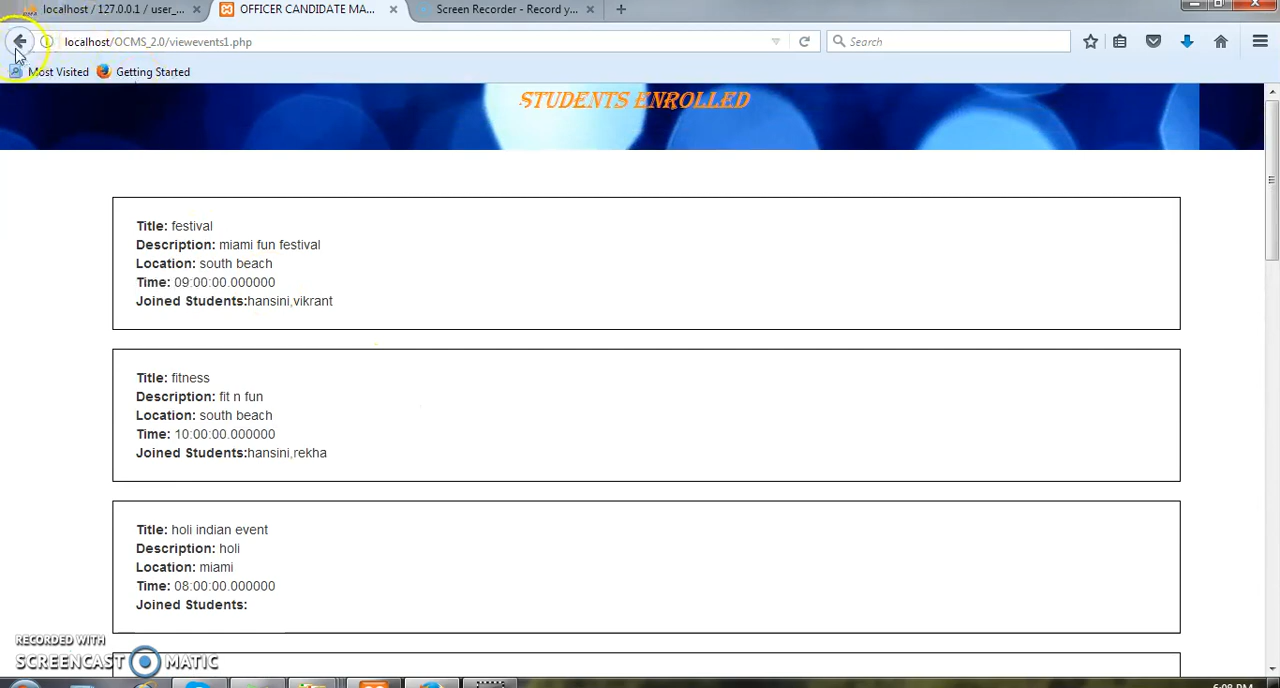 localhost / 127.0.0.1 / user_...
OFFICER CANDIDATE MA...
Screen Recorder - Record y...
localhost/OCMS_2.0/viewevents1.php
Search
Most Visited
Getting Started
STUDENTS ENROLLED
Title: festival
Description: miami fun festival
Location: south beach
Time: 09:00:00.000000
Joined Students:hansini,vikrant
Title: fitness
Description: fit n fun
Location: south beach
Time: 10:00:00.000000
Joined Students:hansini,rekha
Title: holi indian event
Description: holi
Location: miami
Time: 08:00:00.000000
Joined Students:
RECORDED WITH
SCREENCAST MATIC